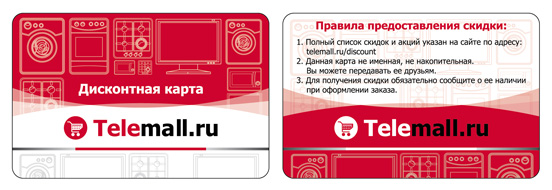 Дисконтная карта
Telemall.ru
Правила предоставления скидки:
1. Полный список скидок и акций указан на сайте по адресу:
telemall.ru/discount
2. Данная карта не именная, не накопительная.
Вы можете передавать ее друзьям.
3. Для получения скидки обязательно сообщите о ее наличии
при оформлении заказа.
Telemall.ru